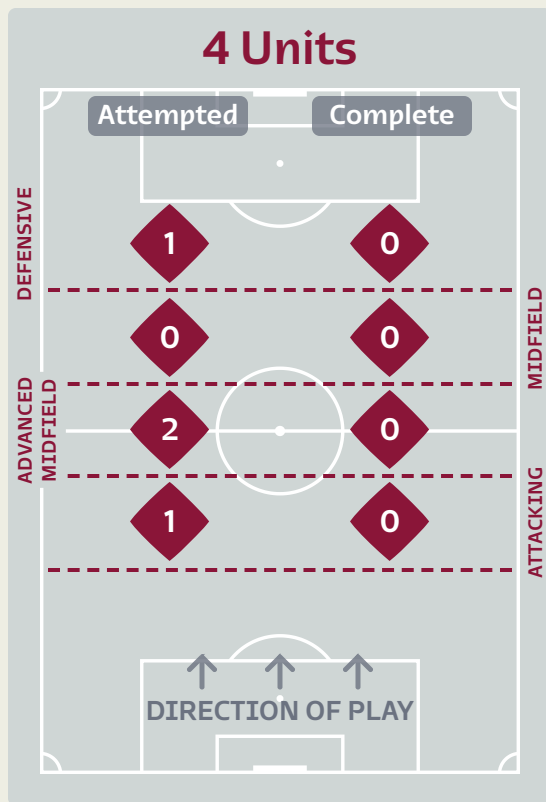 4 Units
Attempted Complete
DEFENSIVE
1 0
MIDFIELD
0 0
ADVANCED
MIDFIELD
2 0
ATTACKING
1 0
DIRECTION OF PLAY